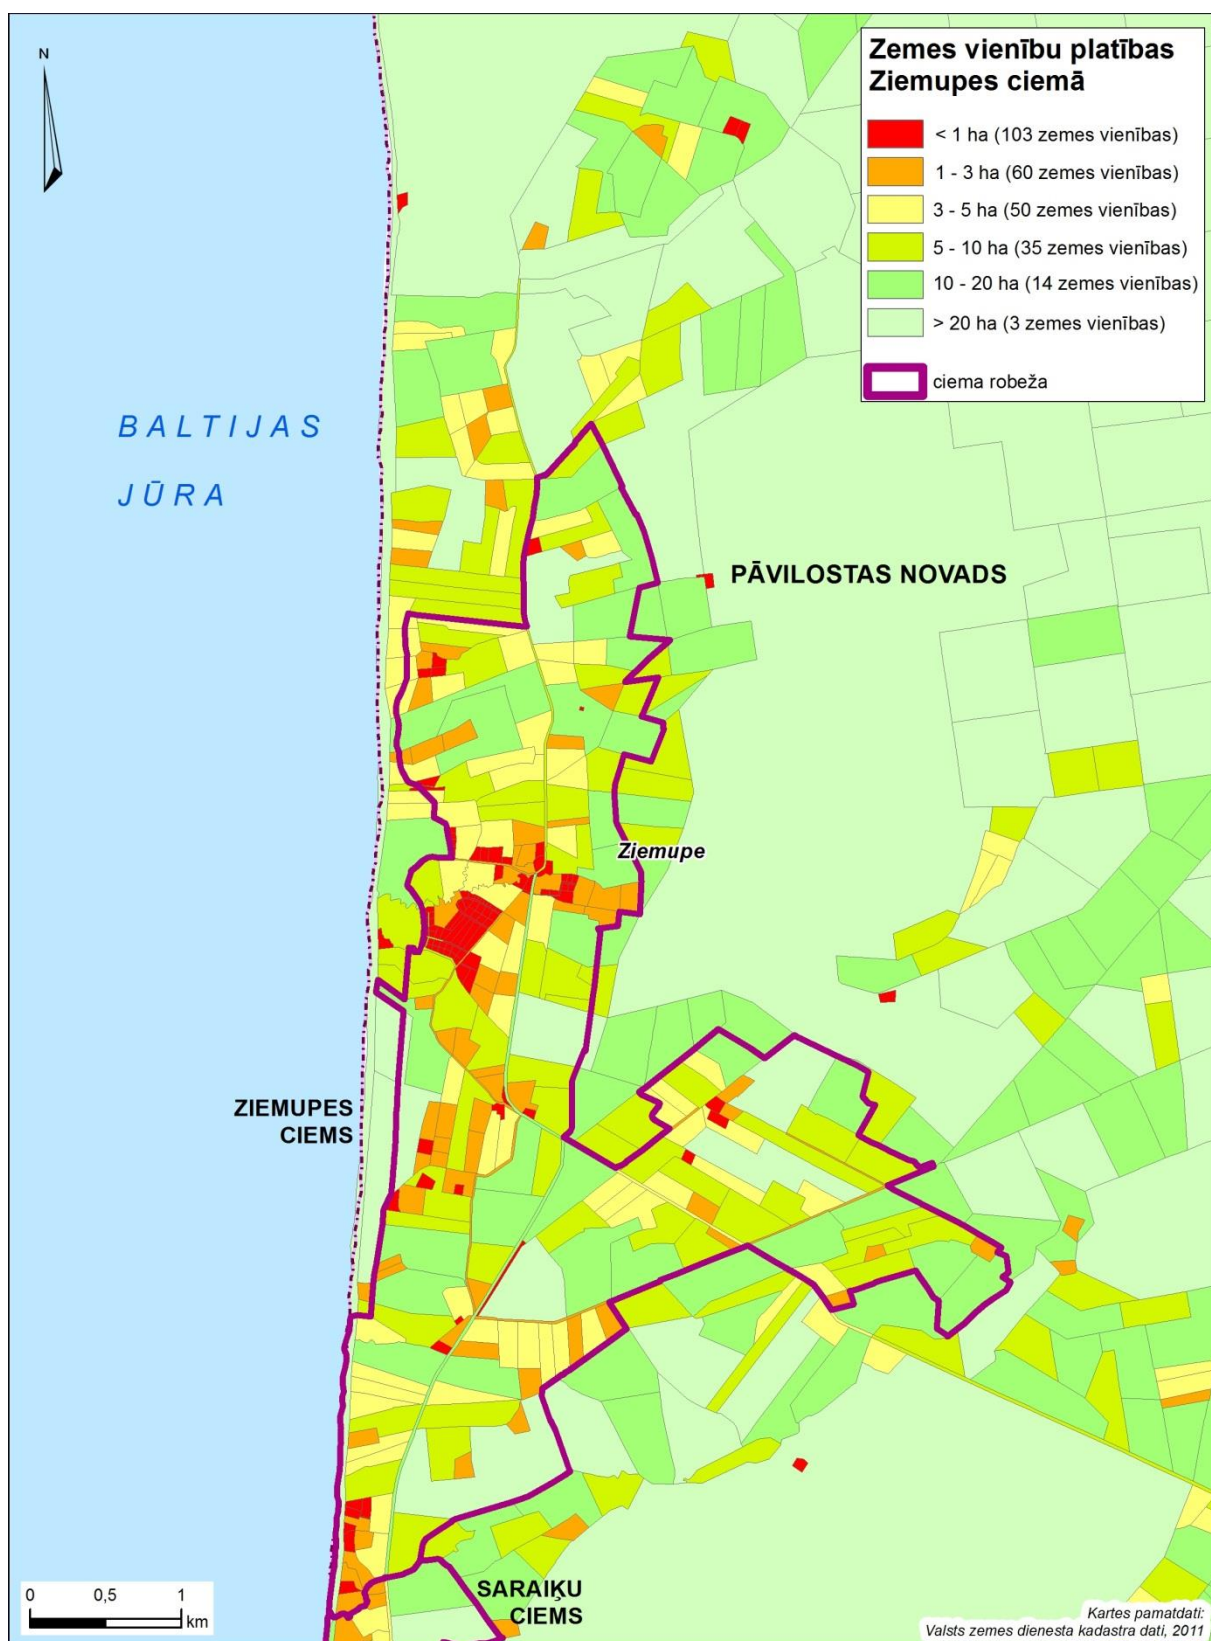 Zemes vienību platības
Ziemupes ciemā
< 1 ha (103 zemes vienības)
1 - 3 ha (60 zemes vienības)
3 - 5 ha (50 zemes vienības)
5 - 10 ha (35 zemes vienības)
10 - 20 ha (14 zemes vienības)
> 20 ha (3 zemes vienības)
ciema robeža
N
BALTIJAS
JŪRA
PĀVILOSTAS NOVADS
Ziemupe
ZIEMUPES
CIEMS
SARAIĶU
CIEMS
0 0,5 1
km
Kartes pamatdati:
Valsts zemes dienesta kadastra dati, 2011